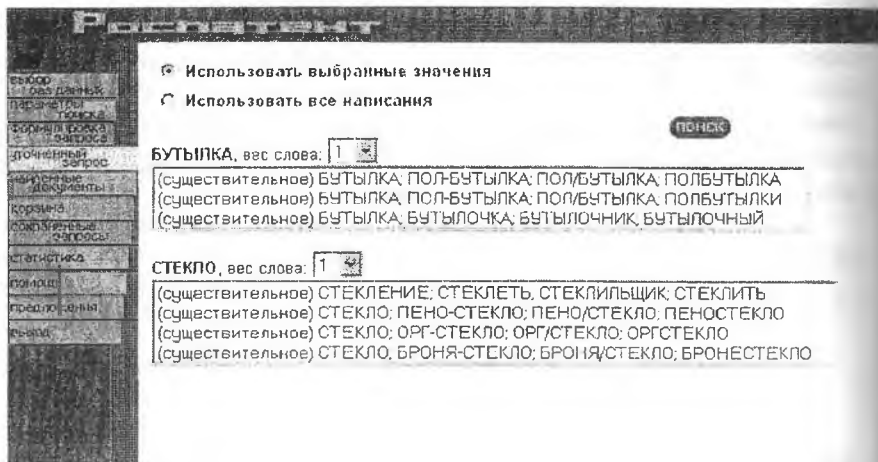 Использовать выбранные значения
Использовать все написания
ПОИСК
БУТЫЛКА, вес слова: 1
(существительное) БУТЫЛКА; ПОЛ-БУТЫЛКА; ПОЛ/БУТЫЛКА; ПОЛБУТЫЛКА
(существительное) БУТЫЛКА; ПОЛ-БУТЫЛКА; ПОЛ/БУТЫЛКА; ПОЛБУТЫЛКИ
(существительное) БУТЫЛКА; БУТЫЛОЧКА; БУТЫЛОЧНИК; БУТЫЛОЧНЫЙ
СТЕКЛО, вес слова: 1
(существительное) СТЕКЛЕНИЕ; СТЕКЛЕТЬ; СТЕКЛИЛЬЩИК; СТЕКЛИТЬ
(существительное) СТЕКЛО; ПЕНО-СТЕКЛО; ПЕНО/СТЕКЛО; ПЕНОСТЕКЛО
(существительное) СТЕКЛО; ОРГ-СТЕКЛО; ОРГ/СТЕКЛО; ОРГСТЕКЛО
(существительное) СТЕКЛО; БРОНЯ-СТЕКЛО; БРОНЯ/СТЕКЛО; БРОНЕСТЕКЛО
выбор
баз данных
параметры
поиска
формулировка
запроса
уточненный
запрос
найденные
документы
корзина
сохраненные
запросы
статистика
помощь
предложения
выход